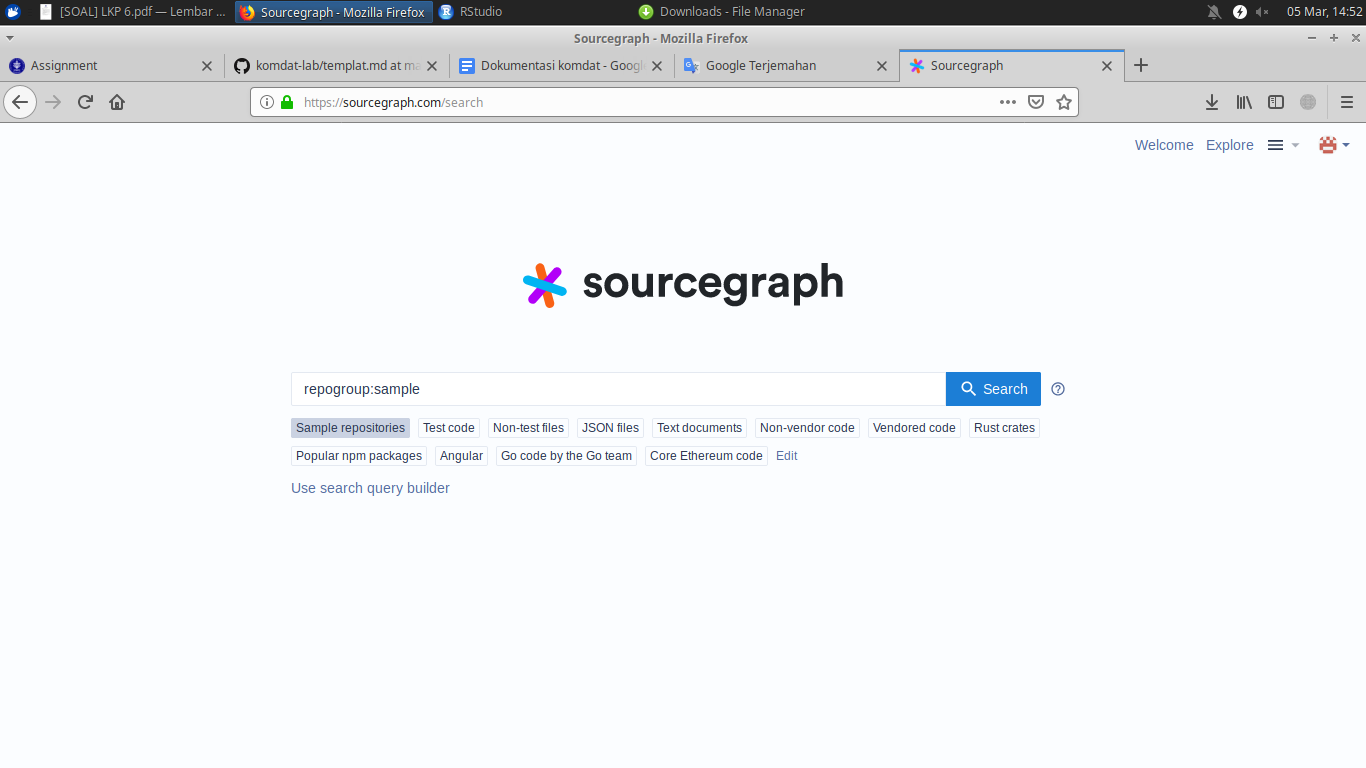 [SOAL] LKP 6.pdf — Lembar ... Sourcegraph - Mozilla Firefox RStudio Downloads - File Manager 05 Mar, 14:52
Sourcegraph - Mozilla Firefox
Assignment komdat-lab/templat.md at ma Dokumentasi komdat - Google Google Terjemahan Sourcegraph
https://sourcegraph.com/search
Welcome Explore
sourcegraph
repogroup:sample Search
Sample repositories Test code Non-test files JSON files Text documents Non-vendor code Vendored code Rust crates
Popular npm packages Angular Go code by the Go team Core Ethereum code Edit
Use search query builder